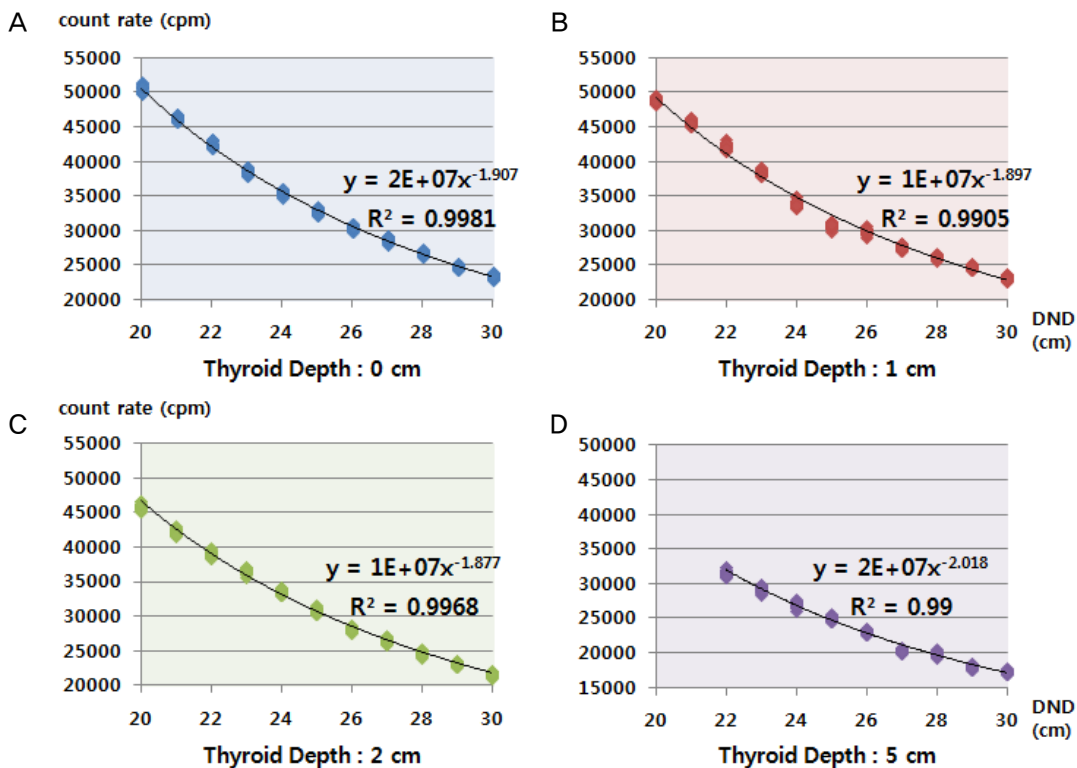 A
count rate (cpm)
55000
50000
45000
40000
35000
30000
25000
20000
y = 2E+07x^-1.907
R² = 0.9981
20 22 24 26 28 30
Thyroid Depth : 0 cm
B
55000
50000
45000
40000
35000
30000
25000
20000
y = 1E+07x^-1.897
R² = 0.9905
20 22 24 26 28 30
DND
(cm)
Thyroid Depth : 1 cm
C
count rate (cpm)
55000
50000
45000
40000
35000
30000
25000
20000
y = 1E+07x^-1.877
R² = 0.9968
20 22 24 26 28 30
Thyroid Depth : 2 cm
D
50000
45000
40000
35000
30000
25000
20000
15000
y = 2E+07x^-2.018
R² = 0.99
20 22 24 26 28 30
DND
(cm)
Thyroid Depth : 5 cm